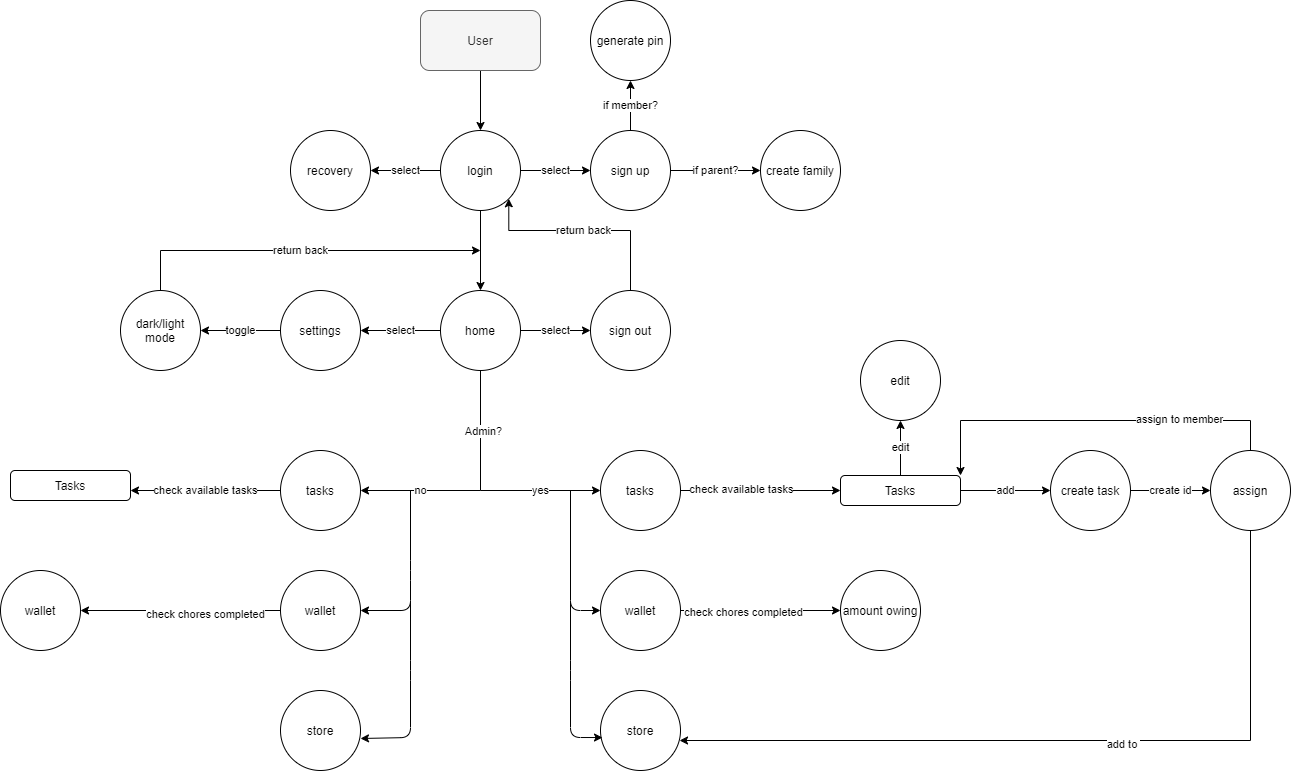 User
generate pin
if member?
recovery
select
login
select
sign up
if parent?
create family
return back
return back
dark/light
mode
toggle
settings
select
home
select
sign out
edit
edit
assign to member
Admin?
Tasks
check available tasks
tasks
no
yes
tasks
check available tasks
Tasks
add
create task
create id
assign
wallet
check chores completed
wallet
wallet
check chores completed
amount owing
store
store
add to